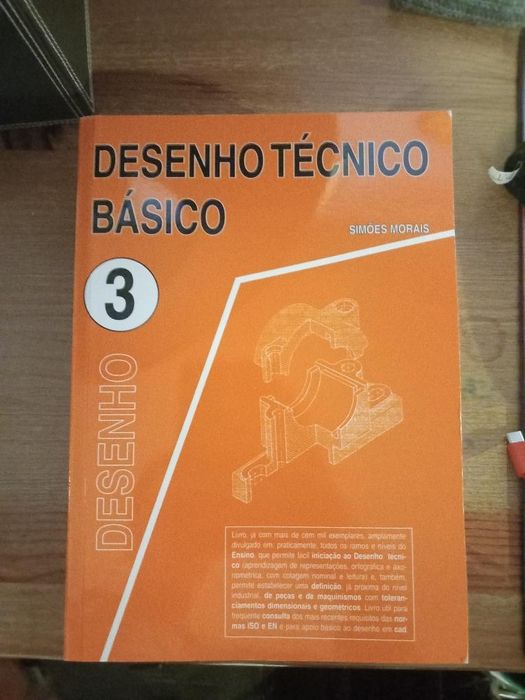 DESENHO TÉCNICO
BÁSICO
SIMÕES MORAIS
3
DESENHO
Livro, já com mais de cem mil exemplares, amplamente
divulgado em, praticamente, todos os ramos e níveis do
Ensino, que permite fácil iniciação ao Desenho técni-
co (aprendizagem de representações, ortográfica e axo-
nométrica, com cotagem nominal e leitura) e, também,
permite estabelecer uma definição, já próxima do nível
industrial, de peças e da maquinismos com toleran-
ciamentos dimensionais e geométricos. Livro útil para
frequente consulta dos mais recentes requisitos das nor-
mas ISO e EN e para apoio básico ao desenho em cad.